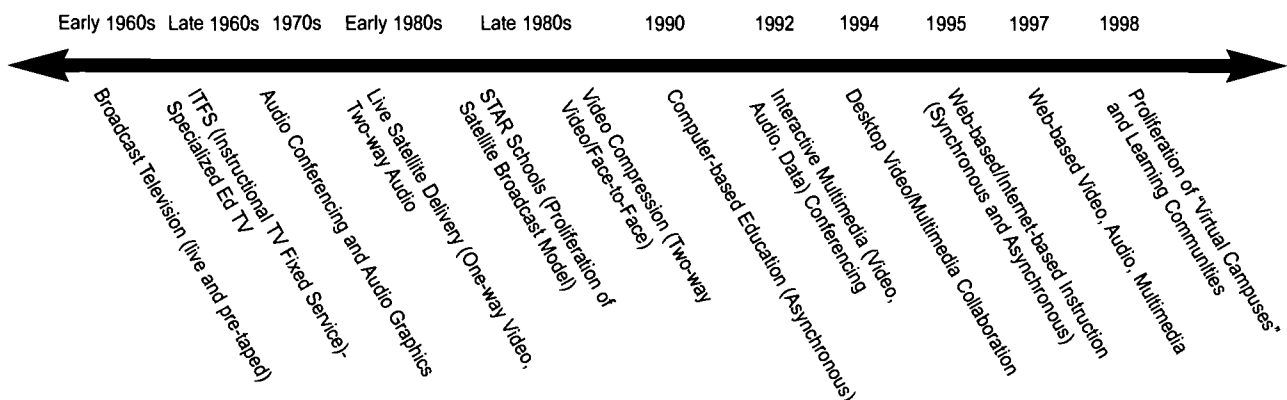 Early 1960s
Late 1960s
1970s
Early 1980s
Late 1980s
1990
1992
1994
1995
1997
1998
Broadcast Television (live and pre-taped)
ITFS (Instructional TV Fixed Service)-
Specialized Ed TV
Audio Conferencing and Audio Graphics
Live Satellite Delivery (One-way Video,
Two-way Audio
STAR Schools (Proliferation of
Satellite Broadcast Model)
Video Compression (Two-way
Video/Face-to-Face)
Computer-based Education (Asynchronous)
Interactive Multimedia (Video,
Audio, Data) Conferencing
Desktop Video/Multimedia Collaboration
Web-based/Internet-based Instruction
(Synchronous and Asynchronous)
Web-based Video, Audio, Multimedia
Proliferation of "Virtual Campuses"
and Learning Communities